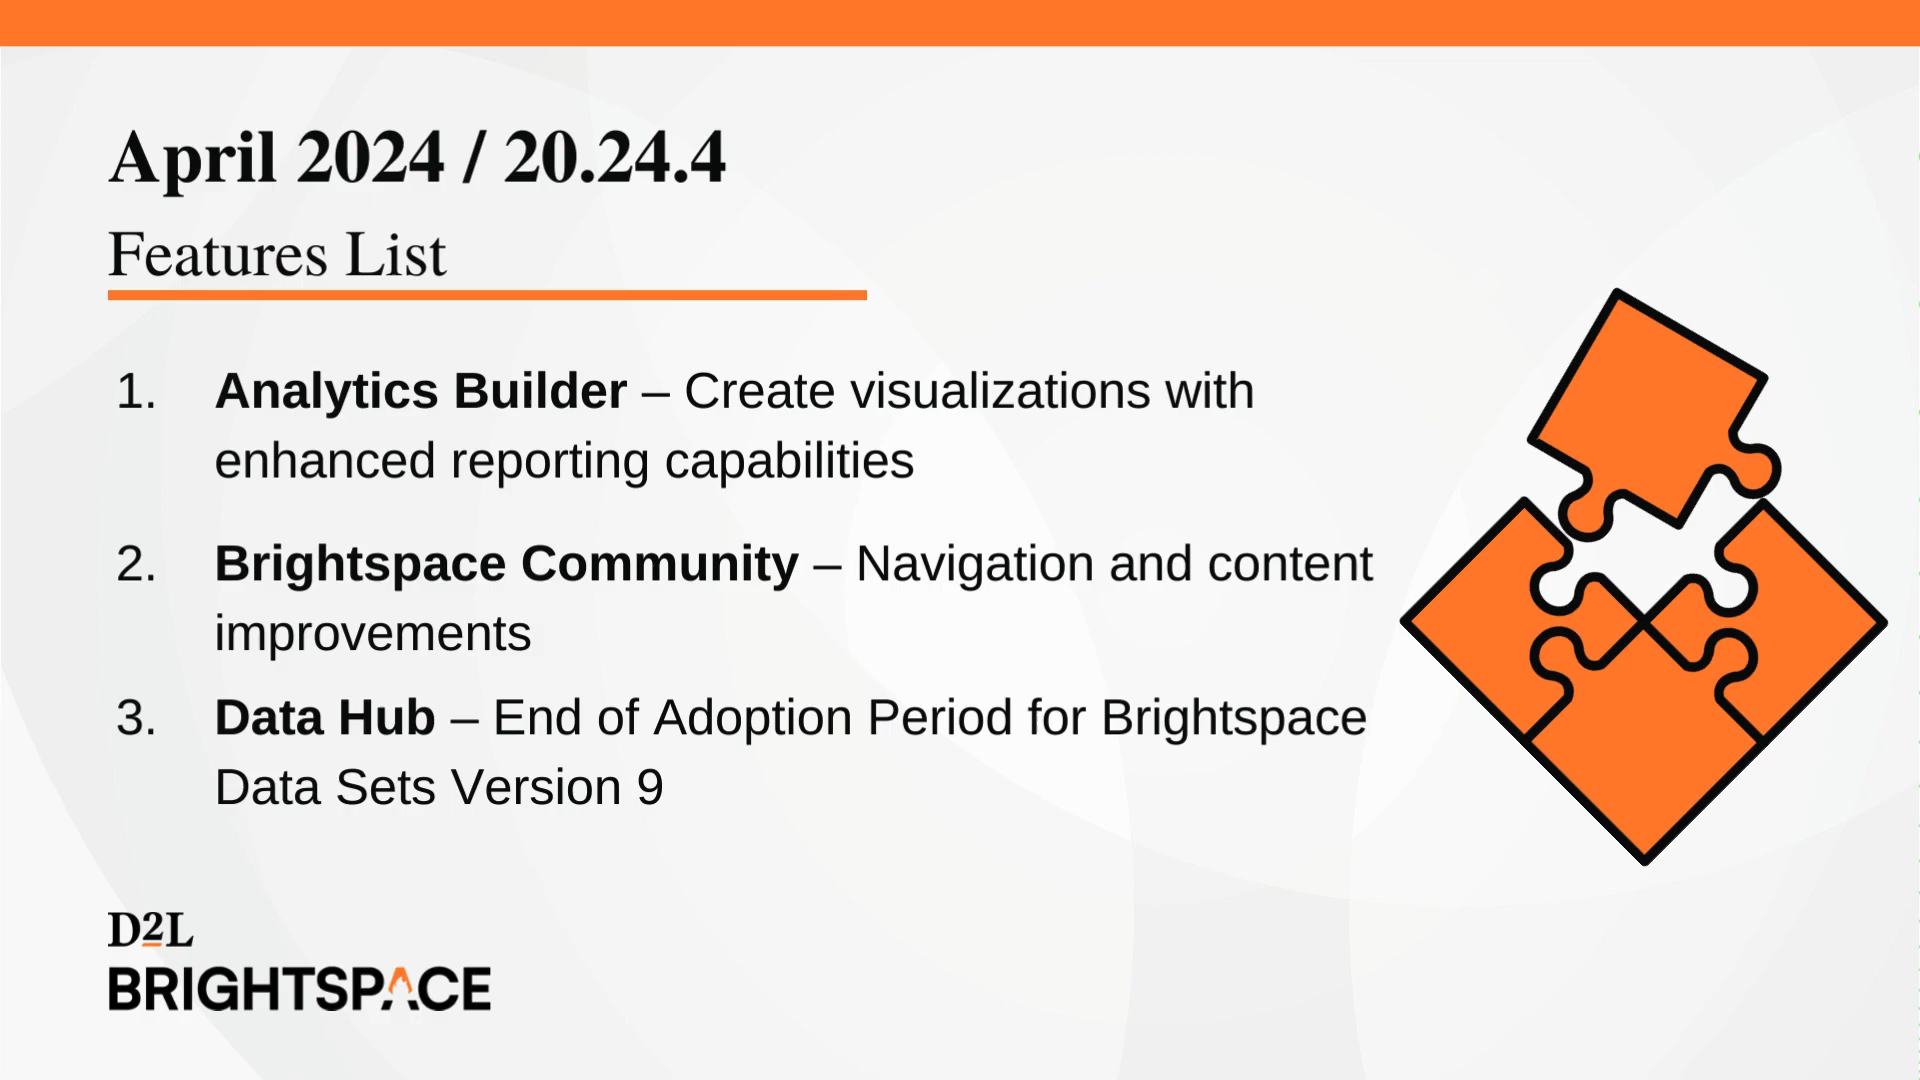 April 2024 / 20.24.4
Features List
1. Analytics Builder – Create visualizations with
enhanced reporting capabilities
2. Brightspace Community – Navigation and content
improvements
3. Data Hub – End of Adoption Period for Brightspace
Data Sets Version 9
D2L
BRIGHTSPACE